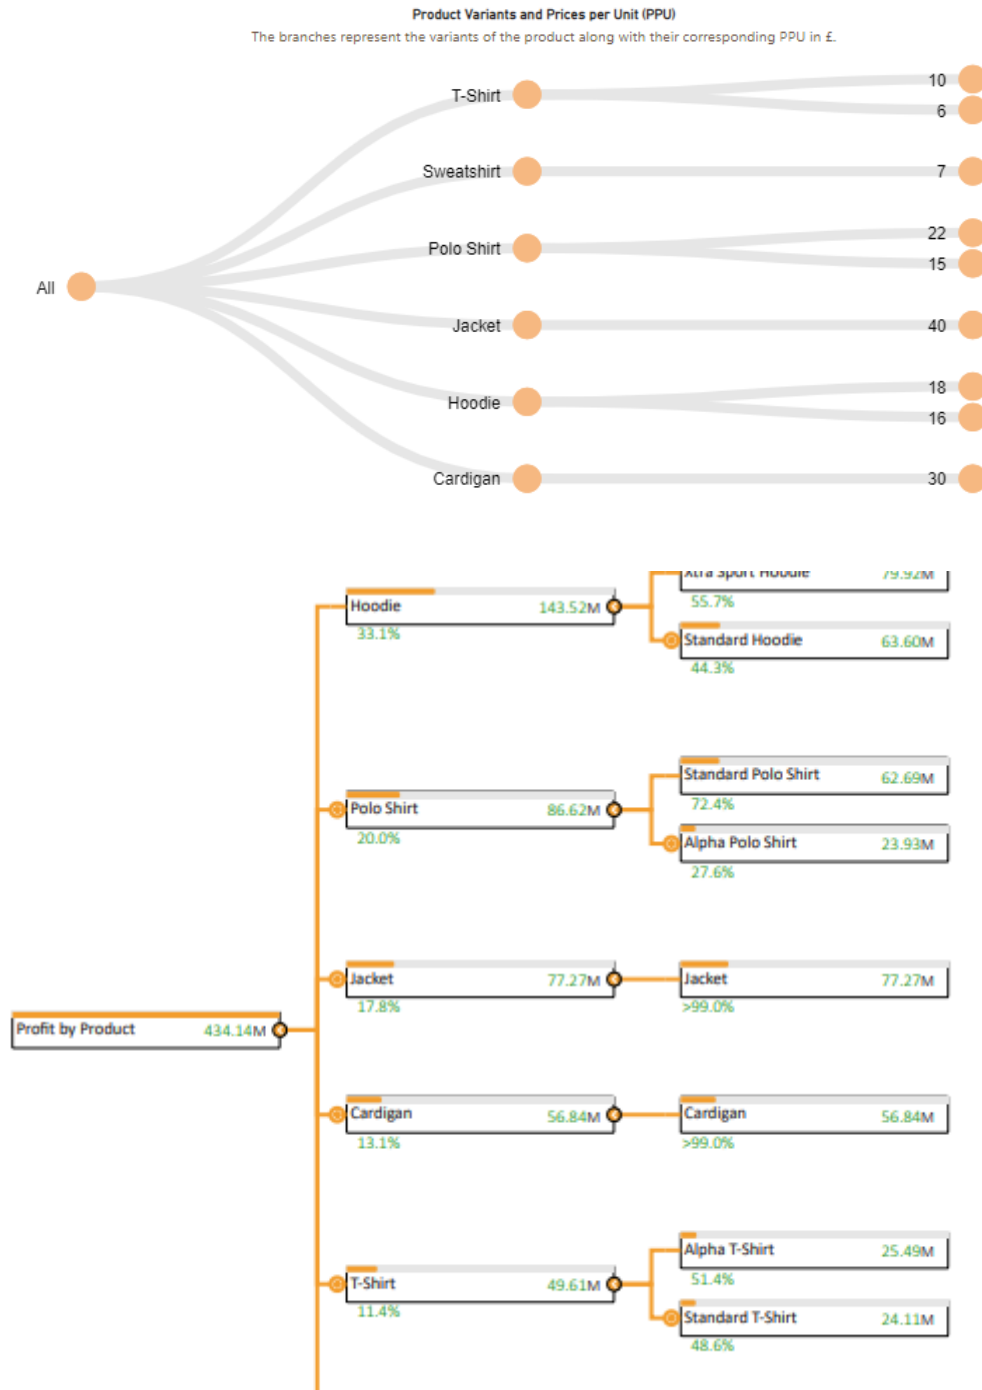 Product Variants and Prices per Unit (PPU)
The branches represent the variants of the product along with their corresponding PPU in £.
All
T-Shirt
10
6
Sweatshirt
7
Polo Shirt
22
15
Jacket
40
Hoodie
18
16
Cardigan
30
Profit by Product 434.14M
Hoodie 143.52M
33.1%
Xtra Sport Hoodie 79.92M
55.7%
Standard Hoodie 63.60M
44.3%
Polo Shirt 86.62M
20.0%
Standard Polo Shirt 62.69M
72.4%
Alpha Polo Shirt 23.93M
27.6%
Jacket 77.27M
17.8%
Jacket 77.27M
>99.0%
Cardigan 56.84M
13.1%
Cardigan 56.84M
>99.0%
T-Shirt 49.61M
11.4%
Alpha T-Shirt 25.49M
51.4%
Standard T-Shirt 24.11M
48.6%